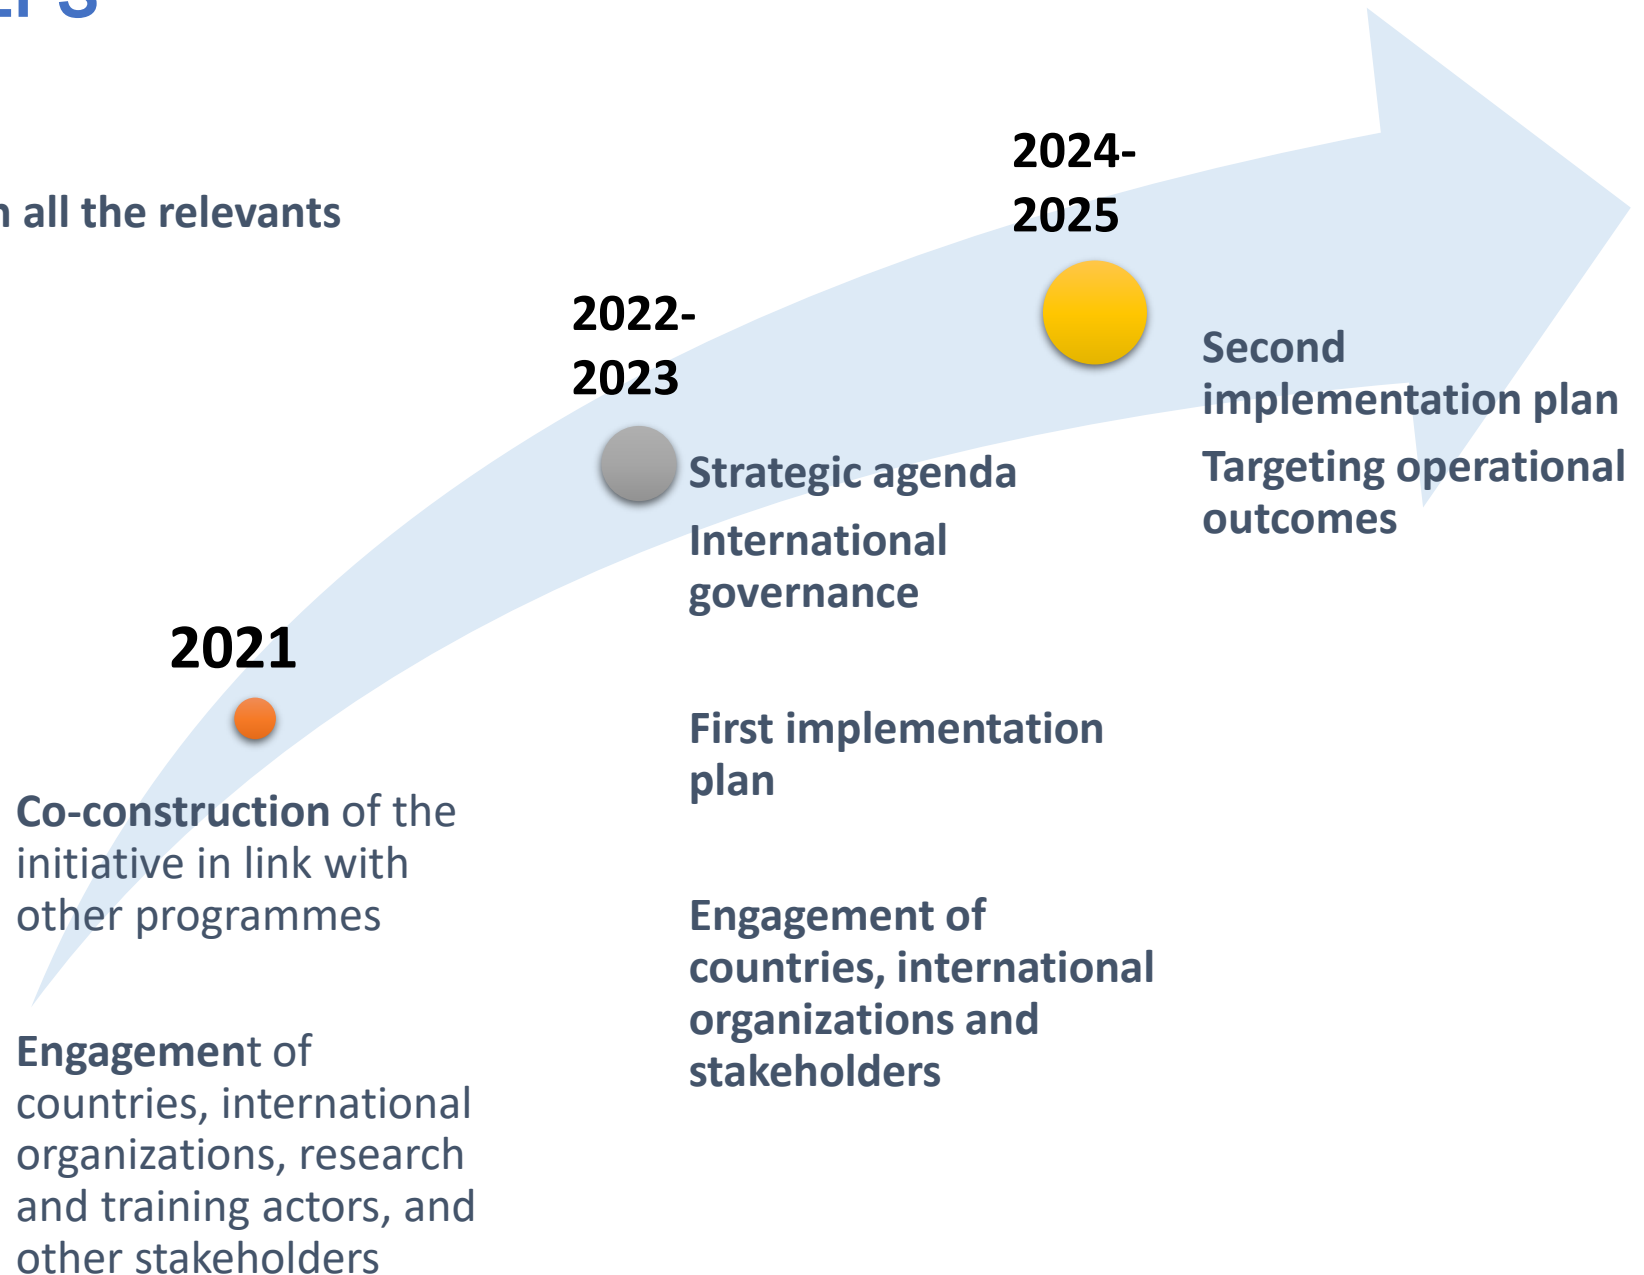 all the relevants
2024-
2025
2022-
2023
Second
implementation plan
Targeting operational
outcomes
Strategic agenda
International
governance
First implementation
plan
Engagement of
countries, international
organizations and
stakeholders
2021
Co-construction of the
initiative in link with
other programmes
Engagement of
countries, international
organizations, research
and training actors, and
other stakeholders